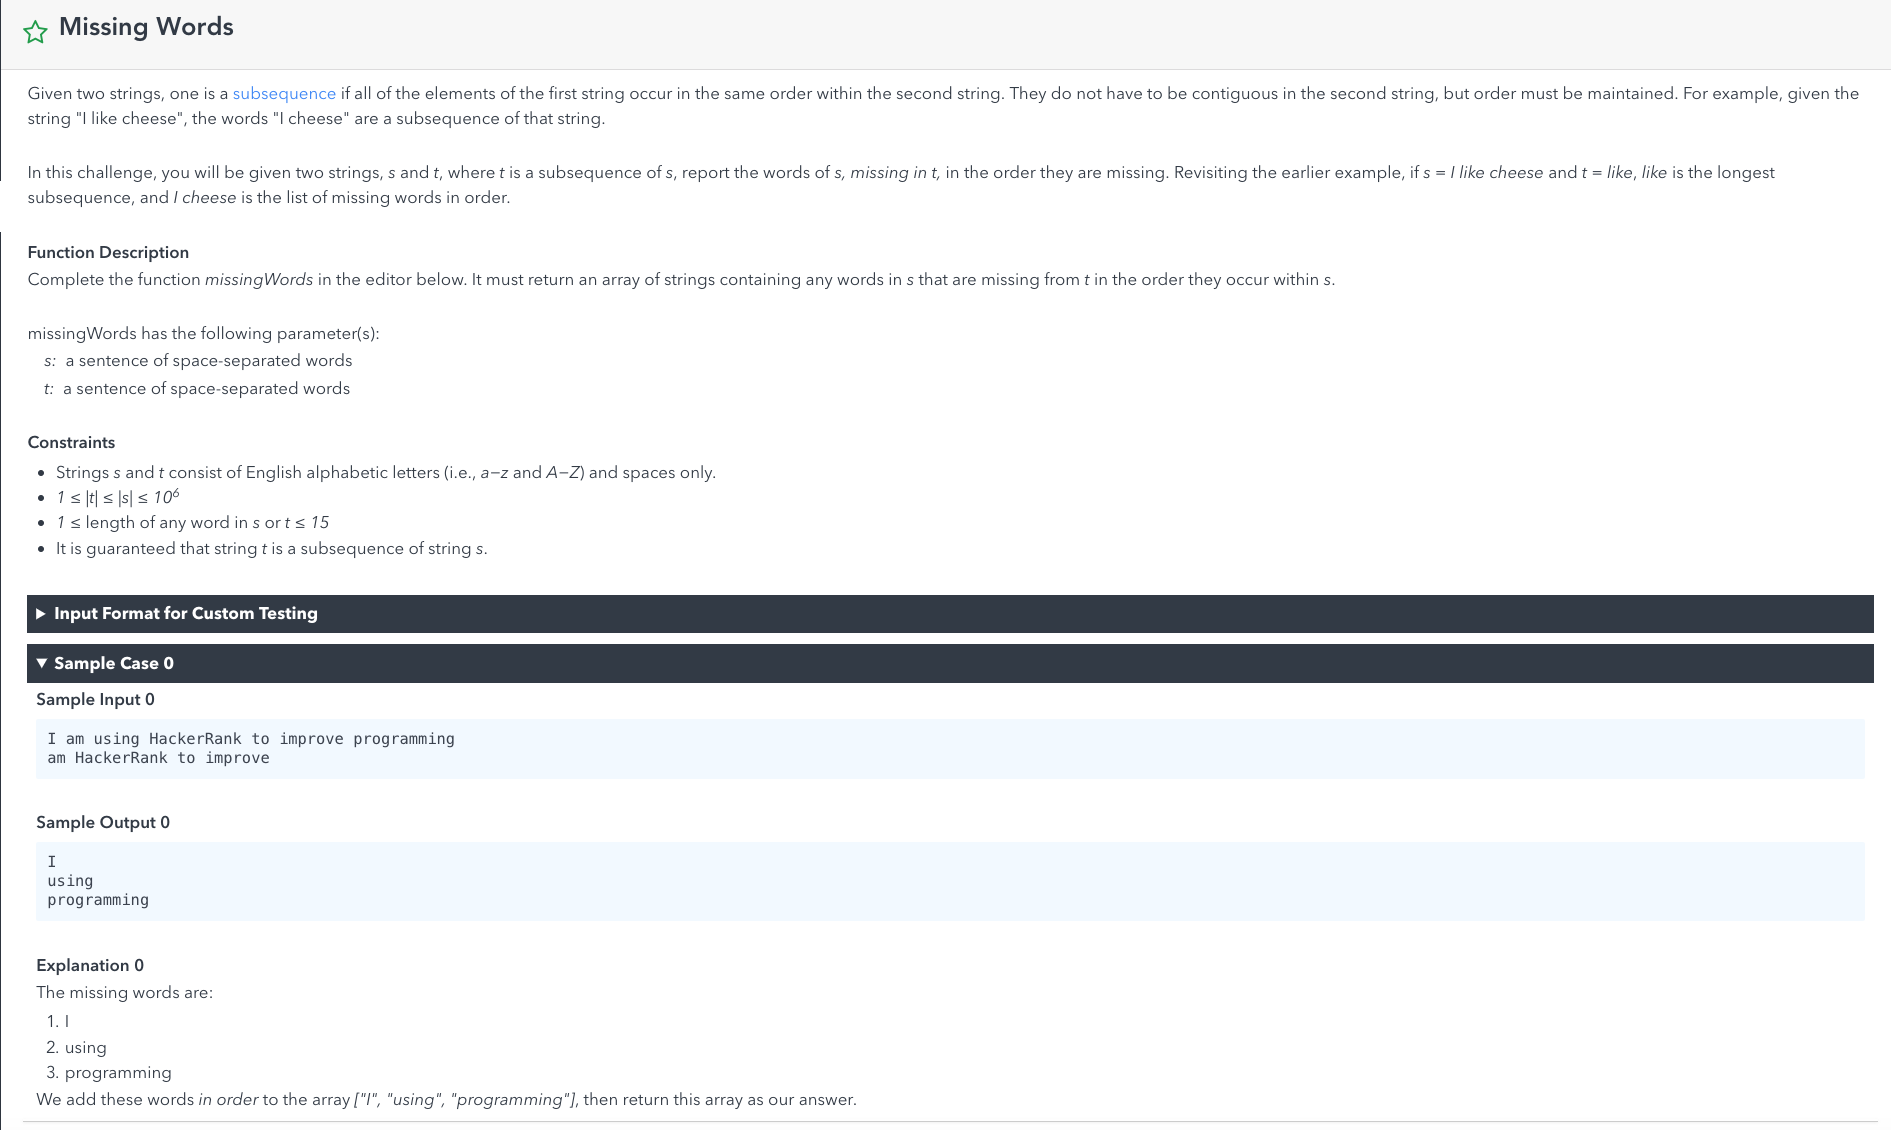 Missing Words
Given two strings, one is a subsequence if all of the elements of the first string occur in the same order within the second string. They do not have to be contiguous in the second string, but order must be maintained. For example, given the
string "I like cheese", the words "I cheese" are a subsequence of that string.
In this challenge, you will be given two strings, s and t, where t is a subsequence of s, report the words of s, missing in t, in the order they are missing. Revisiting the earlier example, if s = I like cheese and t = like, like is the longest
subsequence, and I cheese is the list of missing words in order.
Function Description
Complete the function missingWords in the editor below. It must return an array of strings containing any words in s that are missing from t in the order they occur within s.
missingWords has the following parameter(s):
s: a sentence of space-separated words
t: a sentence of space-separated words
Constraints
• Strings s and t consist of English alphabetic letters (i.e., a−z and A−Z) and spaces only.
• 1 ≤ |t| ≤ |s| ≤ 10⁶
• 1 ≤ length of any word in s or t ≤ 15
• It is guaranteed that string t is a subsequence of string s.
Input Format for Custom Testing
Sample Case 0
Sample Input 0
I am using HackerRank to improve programming
am HackerRank to improve
Sample Output 0
I
using
programming
Explanation 0
The missing words are:
1. I
2. using
3. programming
We add these words in order to the array ["I", "using", "programming"], then return this array as our answer.